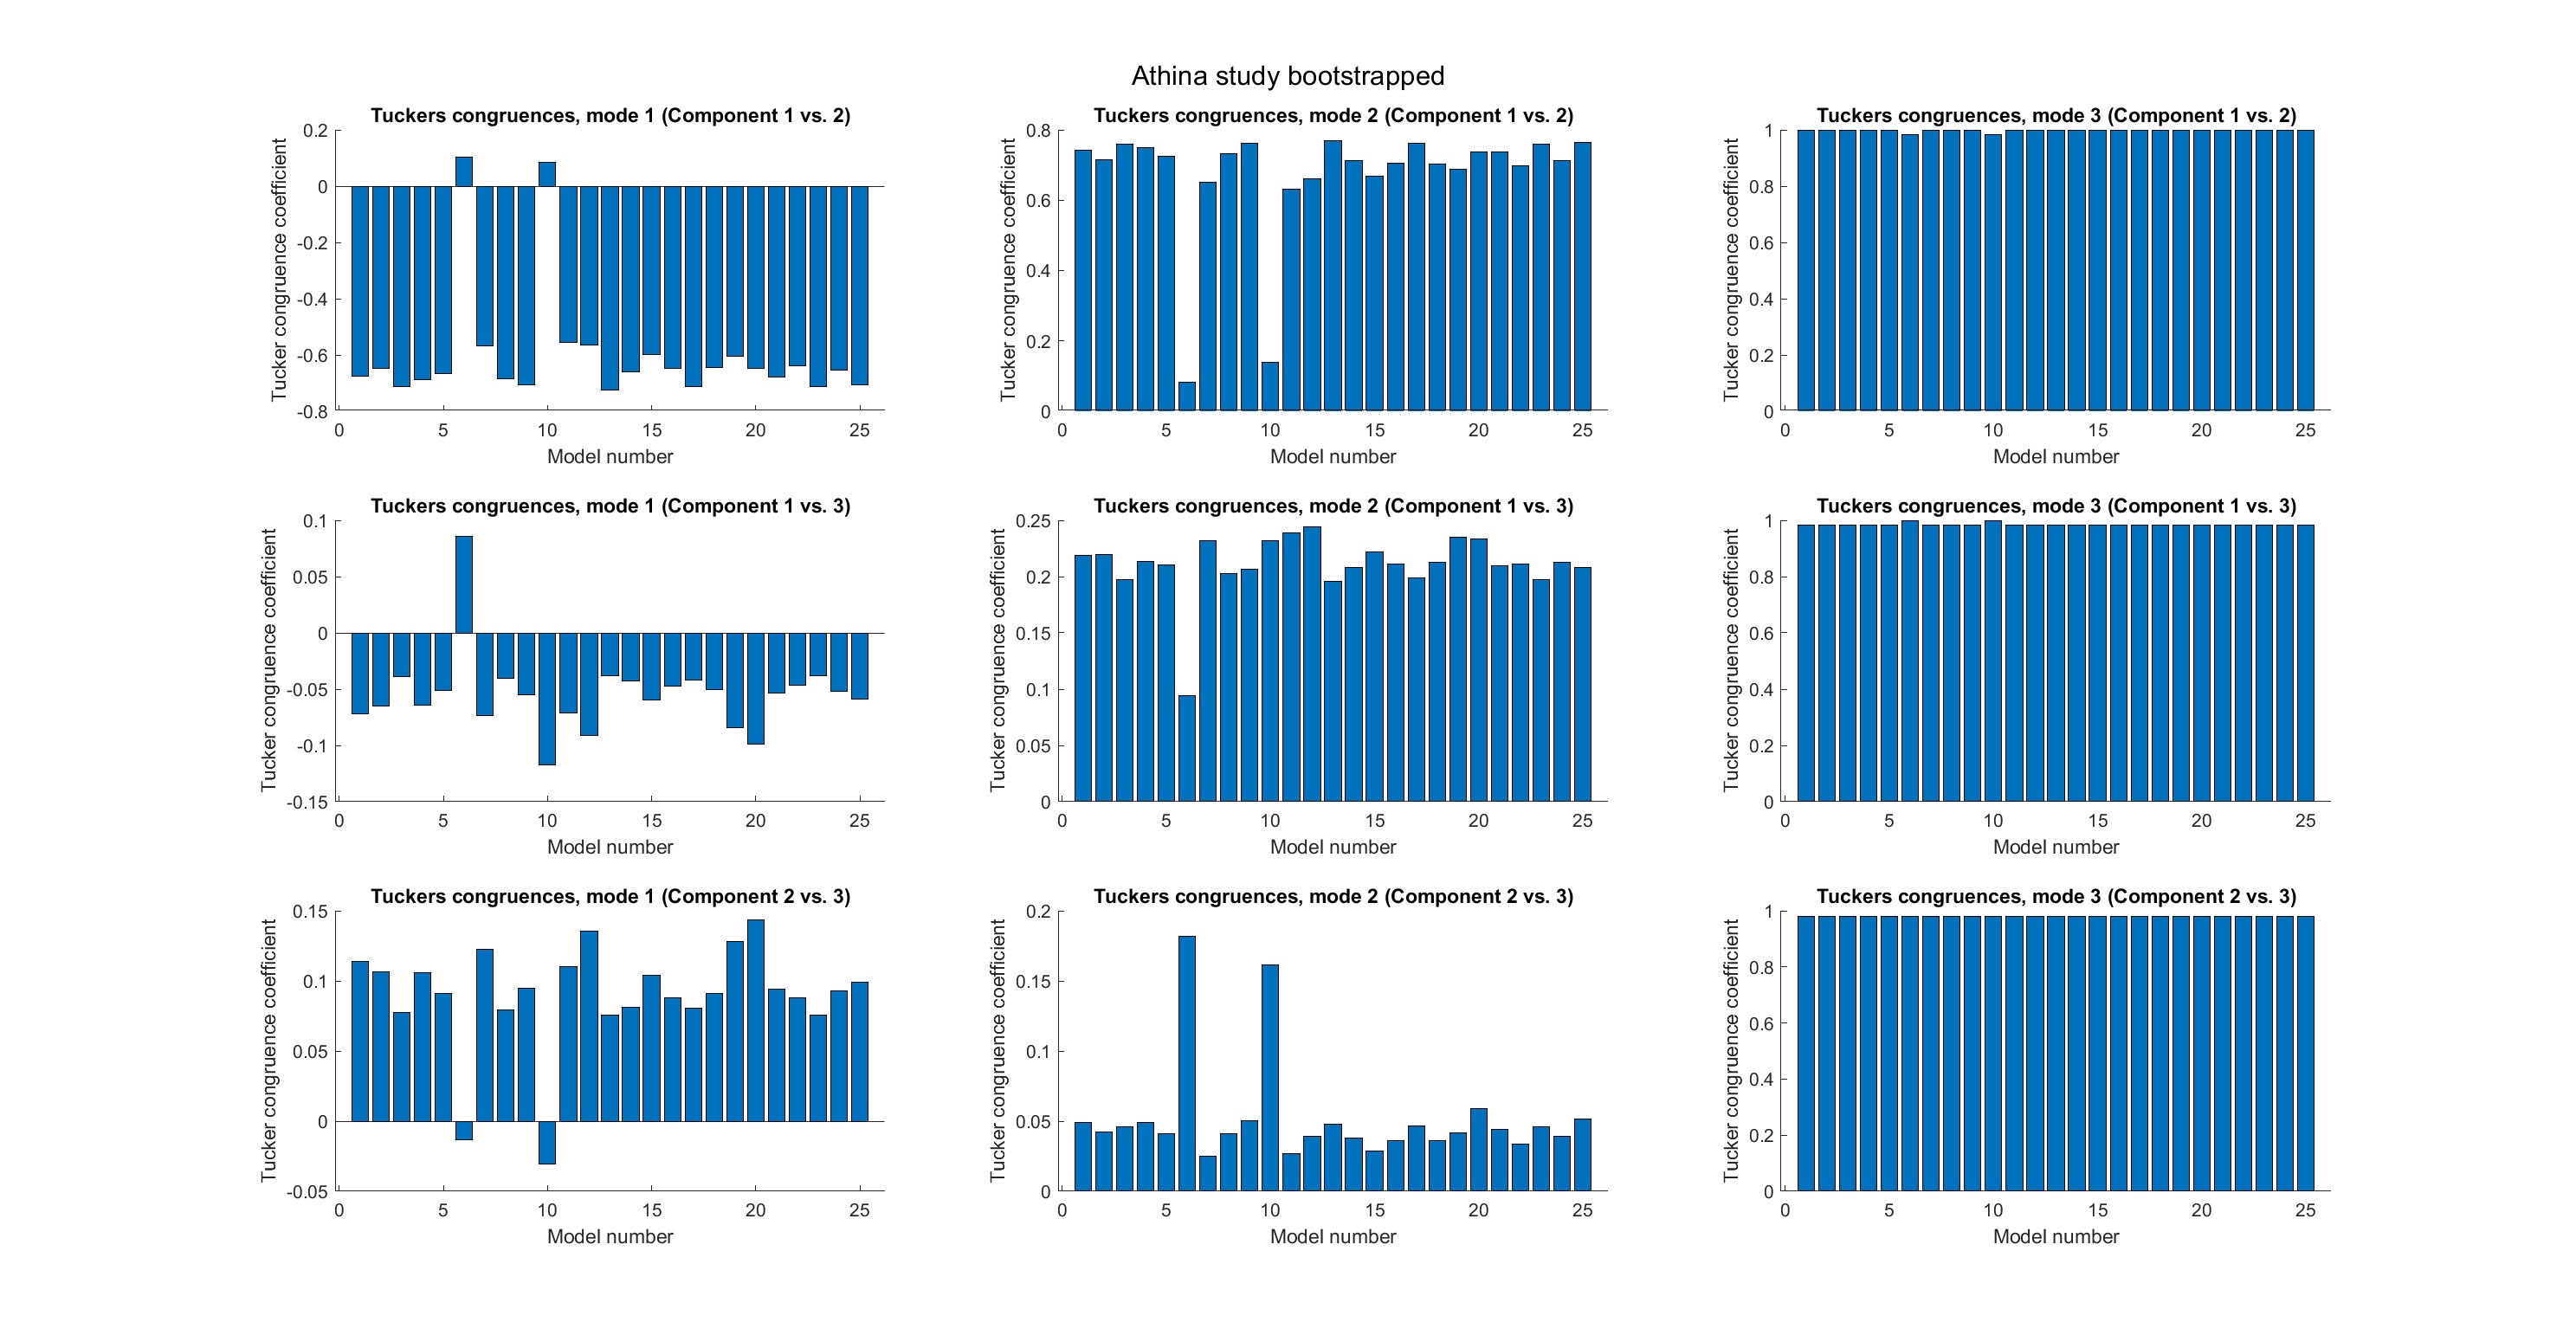 Athina study bootstrapped
Tuckers congruences, mode 1 (Component 1 vs. 2)
Tucker congruence coefficient
0.2
0
-0.2
-0.4
-0.6
-0.8
0 5 10 15 20 25
Model number
Tuckers congruences, mode 2 (Component 1 vs. 2)
Tucker congruence coefficient
0.8
0.6
0.4
0.2
0
0 5 10 15 20 25
Model number
Tuckers congruences, mode 3 (Component 1 vs. 2)
Tucker congruence coefficient
1
0.8
0.6
0.4
0.2
0
0 5 10 15 20 25
Model number
Tuckers congruences, mode 1 (Component 1 vs. 3)
Tucker congruence coefficient
0.1
0.05
0
-0.05
-0.1
-0.15
0 5 10 15 20 25
Model number
Tuckers congruences, mode 2 (Component 1 vs. 3)
Tucker congruence coefficient
0.25
0.2
0.15
0.1
0.05
0
0 5 10 15 20 25
Model number
Tuckers congruences, mode 3 (Component 1 vs. 3)
Tucker congruence coefficient
1
0.8
0.6
0.4
0.2
0
0 5 10 15 20 25
Model number
Tuckers congruences, mode 1 (Component 2 vs. 3)
Tucker congruence coefficient
0.15
0.1
0.05
0
-0.05
0 5 10 15 20 25
Model number
Tuckers congruences, mode 2 (Component 2 vs. 3)
Tucker congruence coefficient
0.2
0.15
0.1
0.05
0
0 5 10 15 20 25
Model number
Tuckers congruences, mode 3 (Component 2 vs. 3)
Tucker congruence coefficient
1
0.8
0.6
0.4
0.2
0
0 5 10 15 20 25
Model number